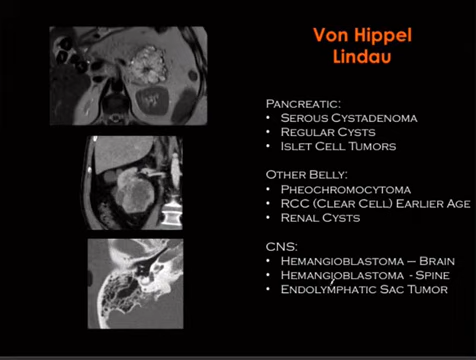 Von Hippel
Lindau
Pancreatic:
• Serous Cystadenoma
• Regular Cysts
• Islet Cell Tumors
Other Belly:
• Pheochromocytoma
• RCC (Clear Cell) Earlier Age
• Renal Cysts
CNS:
• Hemangioblastoma – Brain
• Hemangioblastoma - Spine
• Endolymphatic Sac Tumor